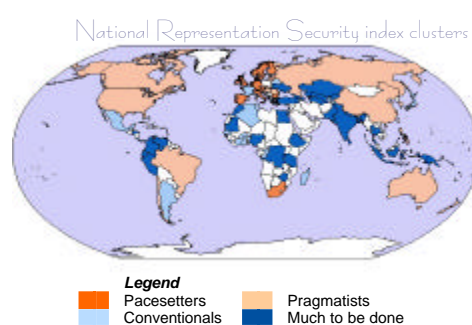 National Representation Security index clusters
Legend
Pacesetters
Pragmatists
Conventionals
Much to be done